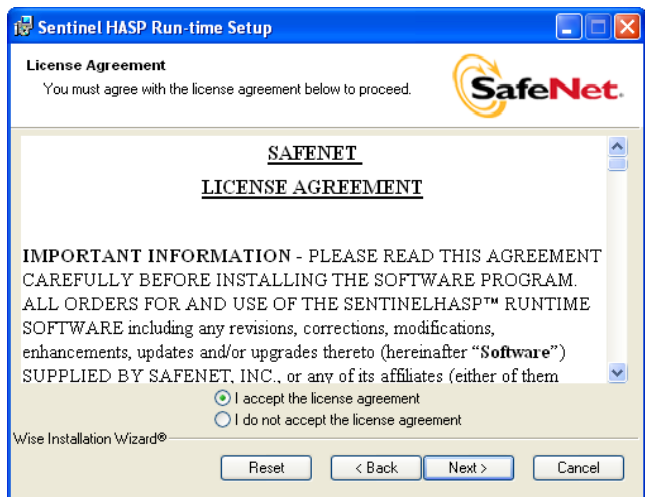 Sentinel HASP Run-time Setup
License Agreement
You must agree with the license agreement below to proceed.
SafeNet.
SAFENET
LICENSE AGREEMENT
IMPORTANT INFORMATION - PLEASE READ THIS AGREEMENT
CAREFULLY BEFORE INSTALLING THE SOFTWARE PROGRAM.
ALL ORDERS FOR AND USE OF THE SENTINELHASP™ RUNTIME
SOFTWARE including any revisions, corrections, modifications,
enhancements, updates and/or upgrades thereto (hereinafter “Software”)
SUPPLIED BY SAFENET, INC., or any of its affiliates (either of them
I accept the license agreement
I do not accept the license agreement
Wise Installation Wizard®
Reset < Back Next > Cancel